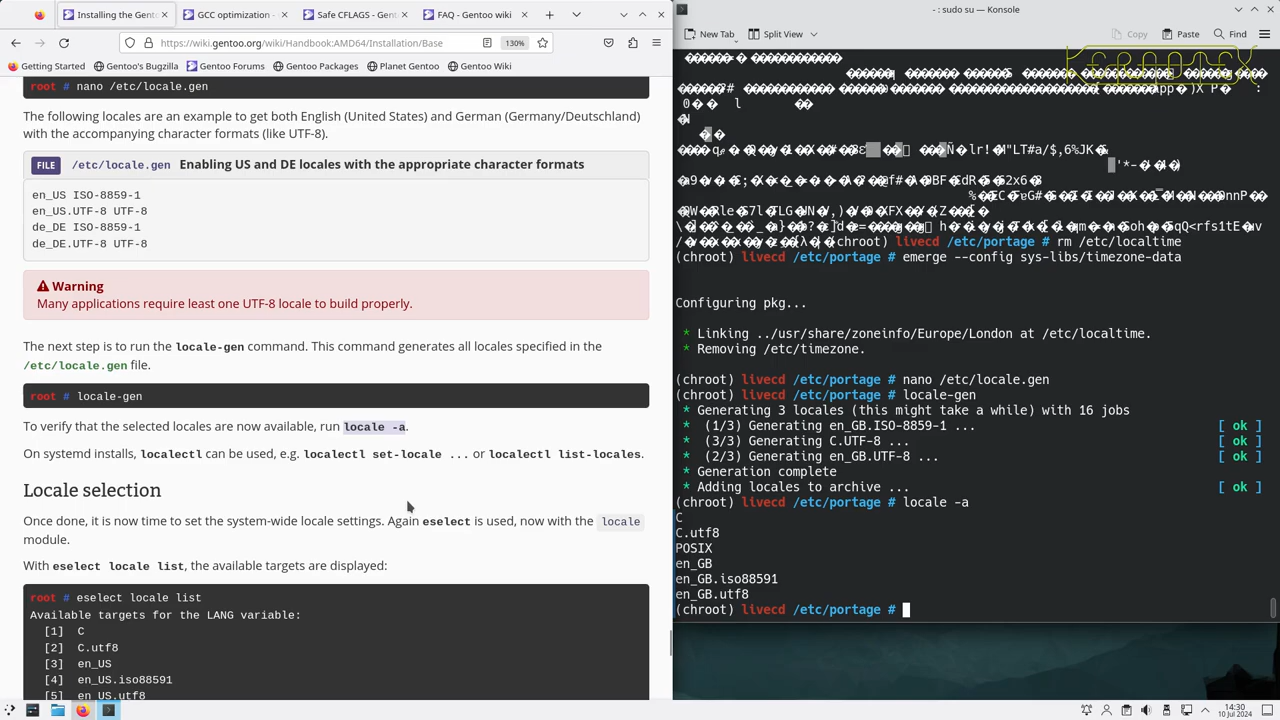 Installing the Gento
GCC optimization -
Safe CFLAGS - Gent
FAQ - Gentoo wiki
https://wiki.gentoo.org/wiki/Handbook:AMD64/Installation/Base
130%
Getting Started
Gentoo's Bugzilla
Gentoo Forums
Gentoo Packages
Planet Gentoo
Gentoo Wiki
root # nano /etc/locale.gen
The following locales are an example to get both English (United States) and German (Germany/Deutschland)
with the accompanying character formats (like UTF-8).
FILE /etc/locale.gen Enabling US and DE locales with the appropriate character formats
en_US ISO-8859-1
en_US.UTF-8 UTF-8
de_DE ISO-8859-1
de_DE.UTF-8 UTF-8
Warning
Many applications require least one UTF-8 locale to build properly.
The next step is to run the locale-gen command. This command generates all locales specified in the
/etc/locale.gen file.
root # locale-gen
To verify that the selected locales are now available, run locale -a.
On systemd installs, localectl can be used, e.g. localectl set-locale ... or localectl list-locales.
Locale selection
Once done, it is now time to set the system-wide locale settings. Again eselect is used, now with the locale
module.
With eselect locale list, the available targets are displayed:
root # eselect locale list
Available targets for the LANG variable:
[1] C
[2] C.utf8
[3] en_US
[4] en_US.iso88591
[5] en_US.utf8
- : sudo su — Konsole
New Tab
Split View
Copy
Paste
Find
(chroot) livecd /etc/portage # rm /etc/localtime
(chroot) livecd /etc/portage # emerge --config sys-libs/timezone-data
Configuring pkg...
* Linking ../usr/share/zoneinfo/Europe/London at /etc/localtime.
* Removing /etc/timezone.
(chroot) livecd /etc/portage # nano /etc/locale.gen
(chroot) livecd /etc/portage # locale-gen
* Generating 3 locales (this might take a while) with 16 jobs
* (1/3) Generating en_GB.ISO-8859-1 ... [ ok ]
* (3/3) Generating C.UTF-8 ... [ ok ]
* (2/3) Generating en_GB.UTF-8 ... [ ok ]
* Generation complete
* Adding locales to archive ... [ ok ]
(chroot) livecd /etc/portage # locale -a
C
C.utf8
POSIX
en_GB
en_GB.iso88591
en_GB.utf8
(chroot) livecd /etc/portage #
14:30
10 Jul 2024